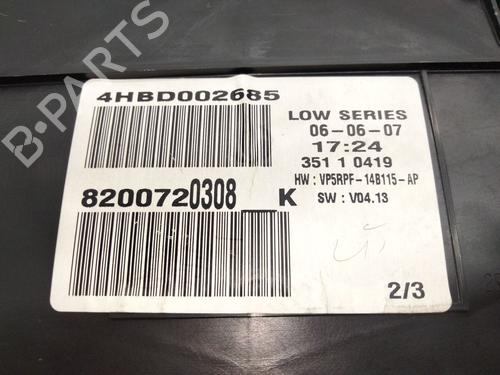 B-PARTS
4HBD002685
LOW SERIES
06-06-07
17:24
351 1 0419
HW : VP5RPF-14B115-AP
SW : V04.13
8200720308__K
2/3